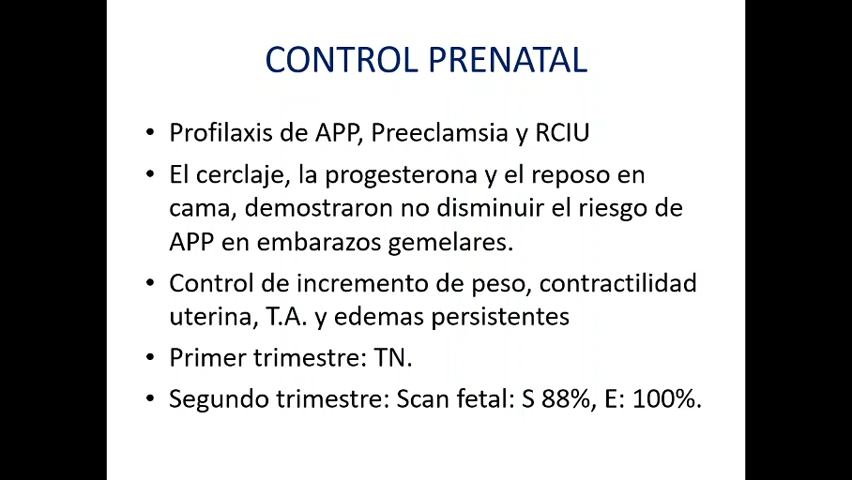 CONTROL PRENATAL
• Profilaxis de APP, Preeclamsia y RCIU
• El cerclaje, la progesterona y el reposo en
cama, demostraron no disminuir el riesgo de
APP en embarazos gemelares.
• Control de incremento de peso, contractilidad
uterina, T.A. y edemas persistentes
• Primer trimestre: TN.
• Segundo trimestre: Scan fetal: S 88%, E: 100%.